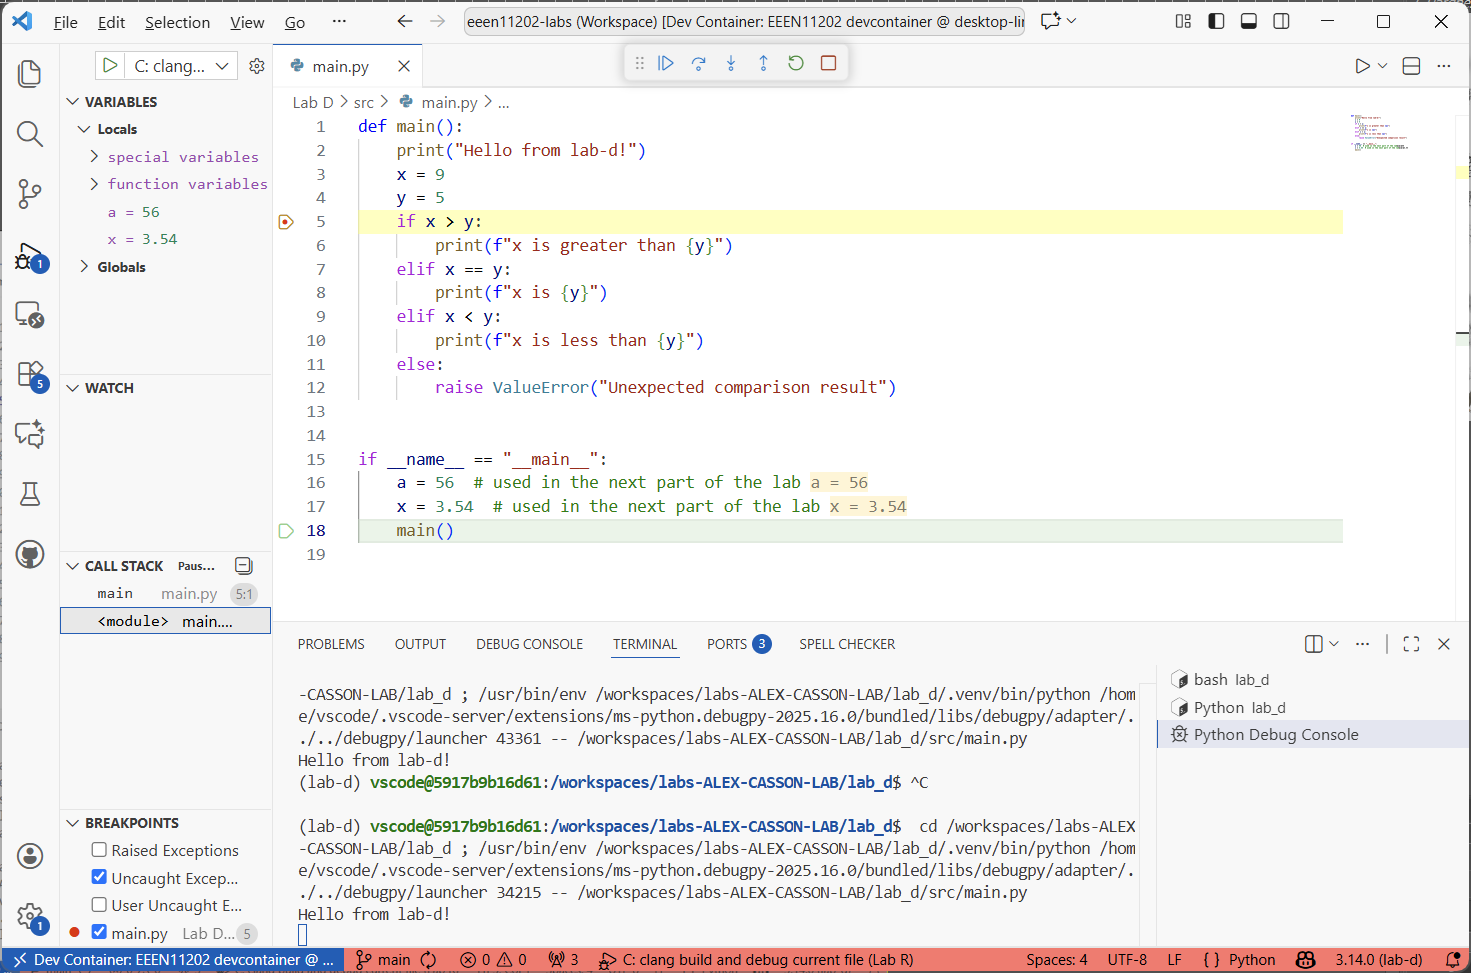 File Edit Selection View Go ··· eeen11202-labs (Workspace) [Dev Container: EEEN11202 devcontainer @ desktop-lin
C: clang... main.py
VARIABLES
Locals
special variables
function variables
a = 56
x = 3.54
Globals
WATCH
CALL STACK Paus...
main main.py 5:1
<module> main....
BREAKPOINTS
Raised Exceptions
Uncaught Excep...
User Uncaught E...
main.py Lab D... 5
1
5
1
Lab D > src > main.py > ...
1 def main():
2 print("Hello from lab-d!")
3 x = 9
4 y = 5
5 if x > y:
6 print(f"x is greater than {y}")
7 elif x == y:
8 print(f"x is {y}")
9 elif x < y:
10 print(f"x is less than {y}")
11 else:
12 raise ValueError("Unexpected comparison result")
13
14
15 if __name__ == "__main__":
16 a = 56 # used in the next part of the lab a = 56
17 x = 3.54 # used in the next part of the lab x = 3.54
18 main()
19
PROBLEMS OUTPUT DEBUG CONSOLE TERMINAL PORTS 3 SPELL CHECKER
-CASSON-LAB/lab_d ; /usr/bin/env /workspaces/labs-ALEX-CASSON-LAB/lab_d/.venv/bin/python /hom
e/vscode/.vscode-server/extensions/ms-python.debugpy-2025.16.0/bundled/libs/debugpy/adapter/.
./../debugpy/launcher 43361 -- /workspaces/labs-ALEX-CASSON-LAB/lab_d/src/main.py
Hello from lab-d!
(lab-d) vscode@5917b9b16d61:/workspaces/labs-ALEX-CASSON-LAB/lab_d$ ^C
(lab-d) vscode@5917b9b16d61:/workspaces/labs-ALEX-CASSON-LAB/lab_d$ cd /workspaces/labs-ALEX
-CASSON-LAB/lab_d ; /usr/bin/env /workspaces/labs-ALEX-CASSON-LAB/lab_d/.venv/bin/python /hom
e/vscode/.vscode-server/extensions/ms-python.debugpy-2025.16.0/bundled/libs/debugpy/adapter/.
./../debugpy/launcher 34215 -- /workspaces/labs-ALEX-CASSON-LAB/lab_d/src/main.py
Hello from lab-d!
bash lab_d
Python lab_d
Python Debug Console
Dev Container: EEEN11202 devcontainer @ ... main 0 0 3 C: clang build and debug current file (Lab R) Spaces: 4 UTF-8 LF { } Python 3.14.0 (lab-d)